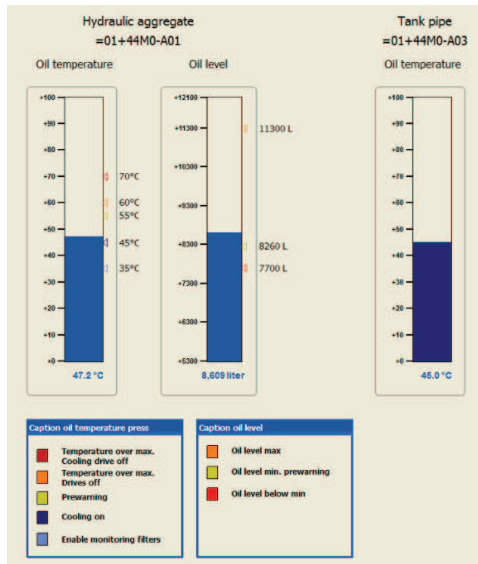 Hydraulic aggregate
=01+44M0-A01
Tank pipe
=01+44M0-A03
Oil temperature
Oil level
Oil temperature
+100
+90
+80
+70
+60
+50
+40
+30
+20
+10
+0
70°C
60°C
55°C
45°C
35°C
47.2 °C
+12100
+11300
+10300
+9300
+8300
+7300
+6300
+5300
11300 L
8260 L
7700 L
8,609 liter
+100
+90
+80
+70
+60
+50
+40
+30
+20
+10
+0
45.0 °C
Caption oil temperature press
Temperature over max.
Cooling drive off
Temperature over max.
Drives off
Prewarning
Cooling on
Enable monitoring filters
Caption oil level
Oil level max
Oil level min. prewarning
Oil level below min